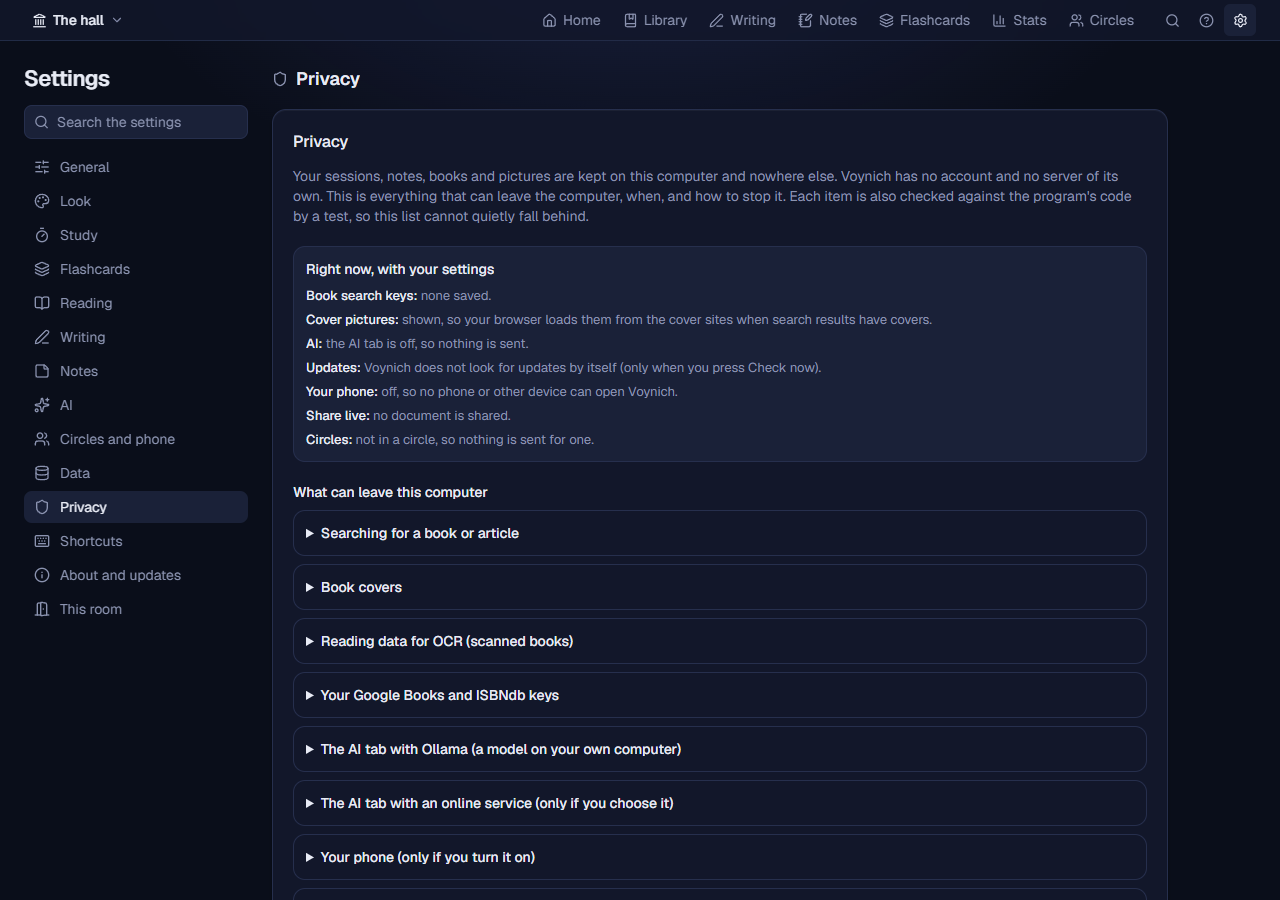 The hall
Home
Library
Writing
Notes
Flashcards
Stats
Circles
Settings
Search the settings
General
Look
Study
Flashcards
Reading
Writing
Notes
AI
Circles and phone
Data
Privacy
Shortcuts
About and updates
This room
Privacy
Privacy
Your sessions, notes, books and pictures are kept on this computer and nowhere else. Voynich has no account and no server of its
own. This is everything that can leave the computer, when, and how to stop it. Each item is also checked against the program's code
by a test, so this list cannot quietly fall behind.
Right now, with your settings
Book search keys: none saved.
Cover pictures: shown, so your browser loads them from the cover sites when search results have covers.
AI: the AI tab is off, so nothing is sent.
Updates: Voynich does not look for updates by itself (only when you press Check now).
Your phone: off, so no phone or other device can open Voynich.
Share live: no document is shared.
Circles: not in a circle, so nothing is sent for one.
What can leave this computer
Searching for a book or article
Book covers
Reading data for OCR (scanned books)
Your Google Books and ISBNdb keys
The AI tab with Ollama (a model on your own computer)
The AI tab with an online service (only if you choose it)
Your phone (only if you turn it on)